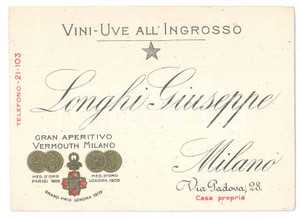 VINI-UVE ALL'INGROSSO
TELEFONO-21-103
Longhi Giuseppe
GRAN APERITIVO
VERMOUTH MILANO
MED. D'ORO
PARIGI 1909
MED. D'ORO
LONDRA 1909
GRAND PRIX LONDRA 1909
Milano
Via Padova, 28.
Casa propria